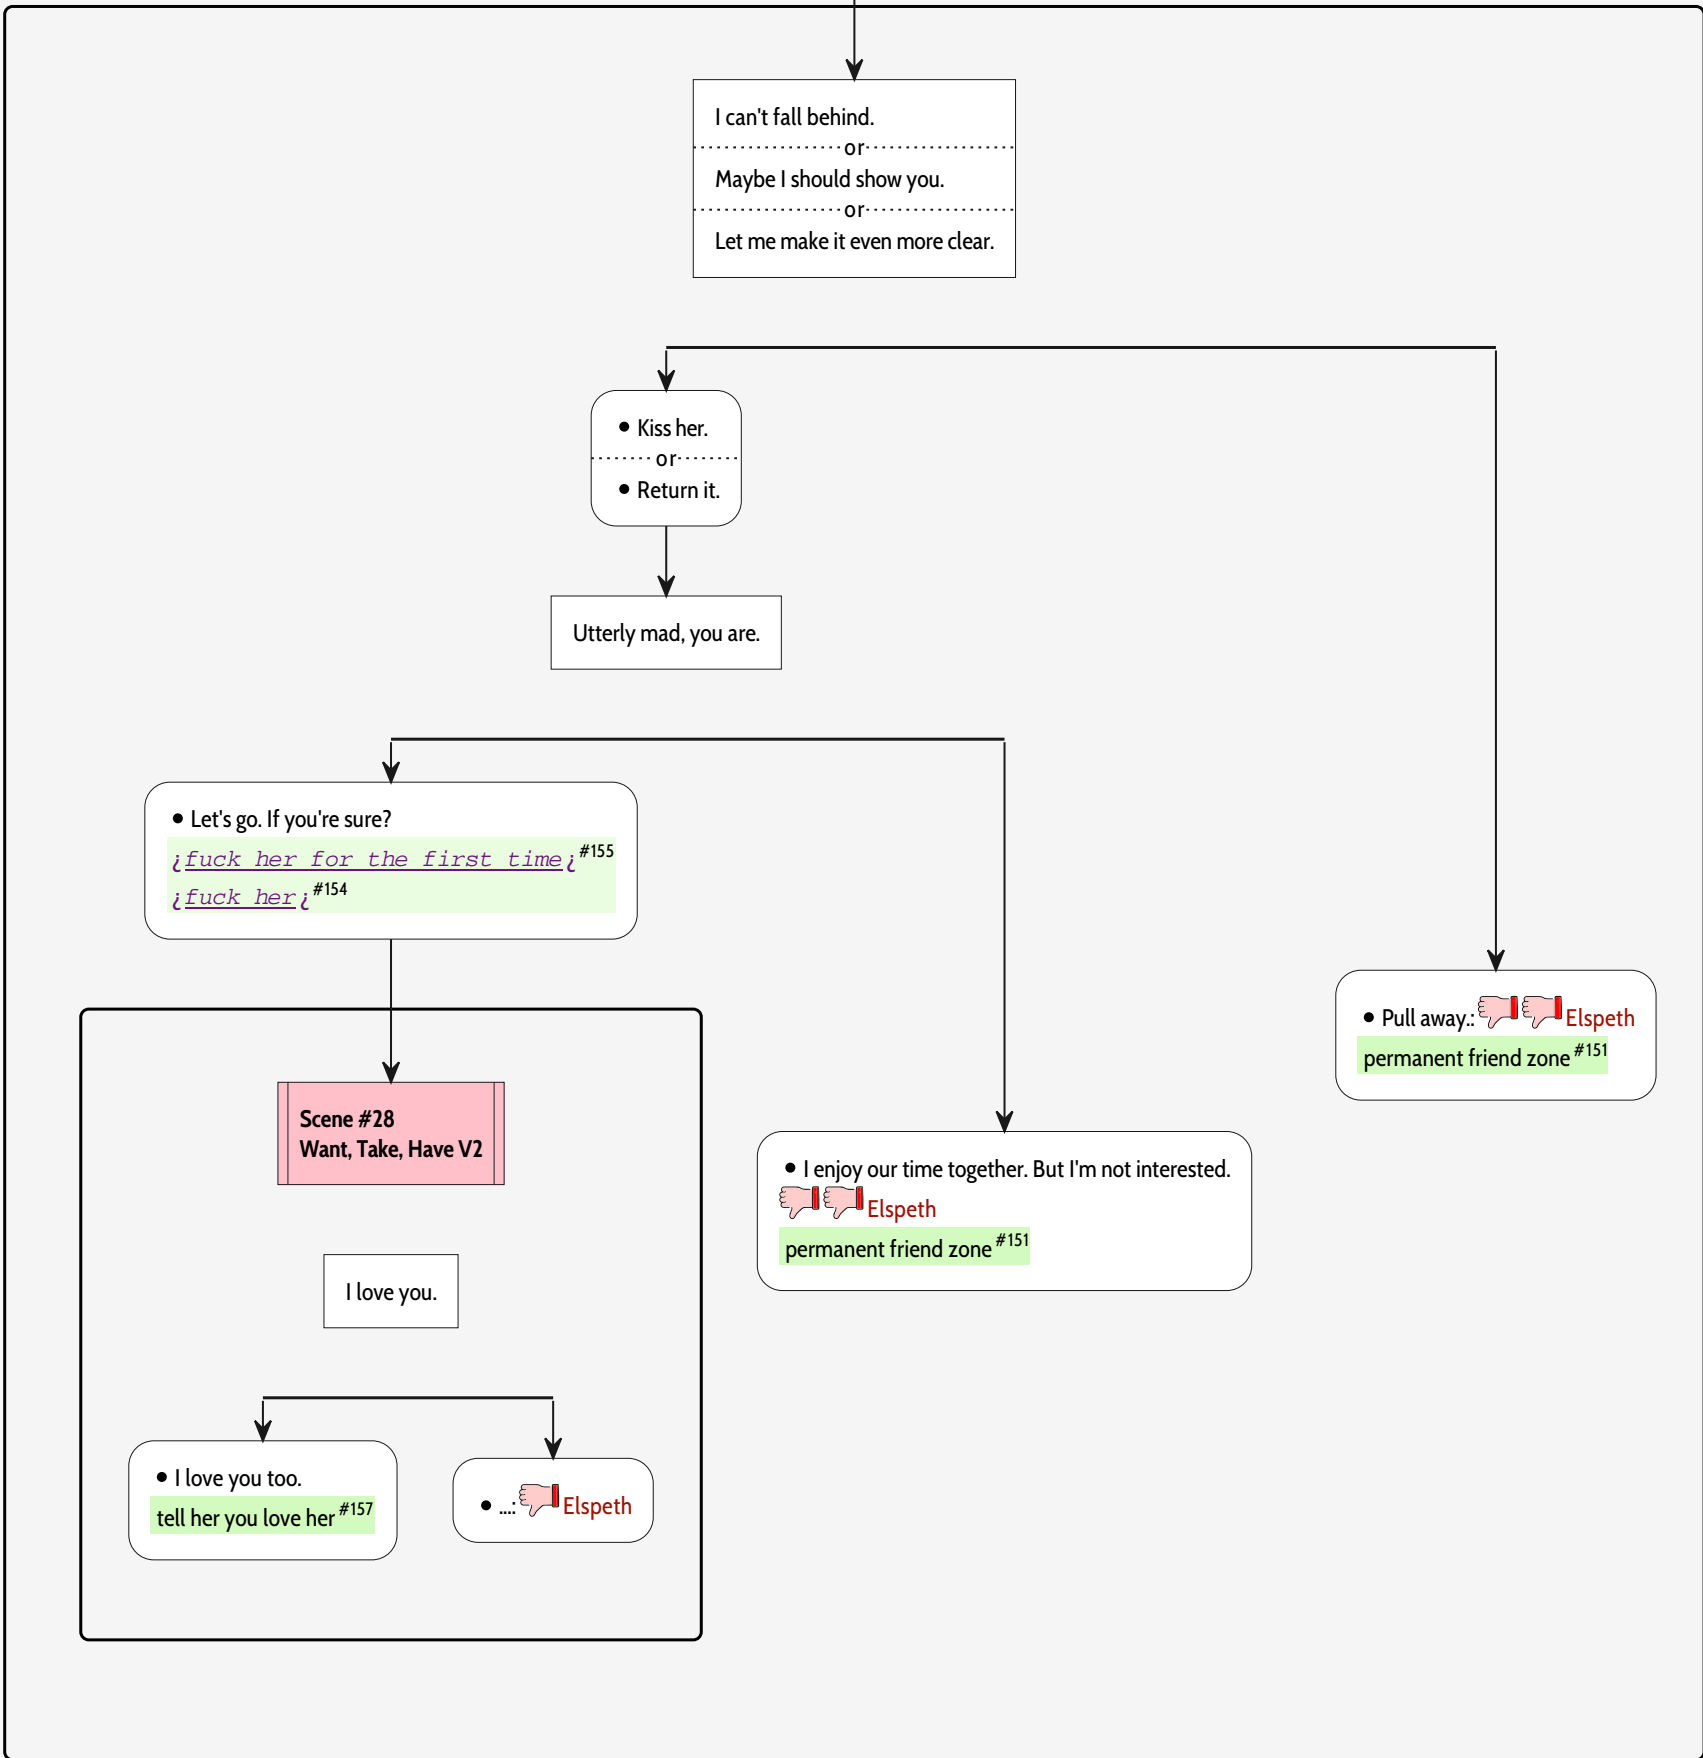 I can't fall behind.
or
Maybe I should show you.
or
Let me make it even more clear.
• Kiss her.
or
• Return it.
Utterly mad, you are.
• Let's go. If you're sure?
¿fuck her for the first time¿ #155
¿fuck her¿ #154
• Pull away.: Elspeth
permanent friend zone #151
Scene #28
Want, Take, Have V2
• I enjoy our time together. But I'm not interested.
Elspeth
permanent friend zone #151
I love you.
• I love you too.
tell her you love her #157
• ...: Elspeth